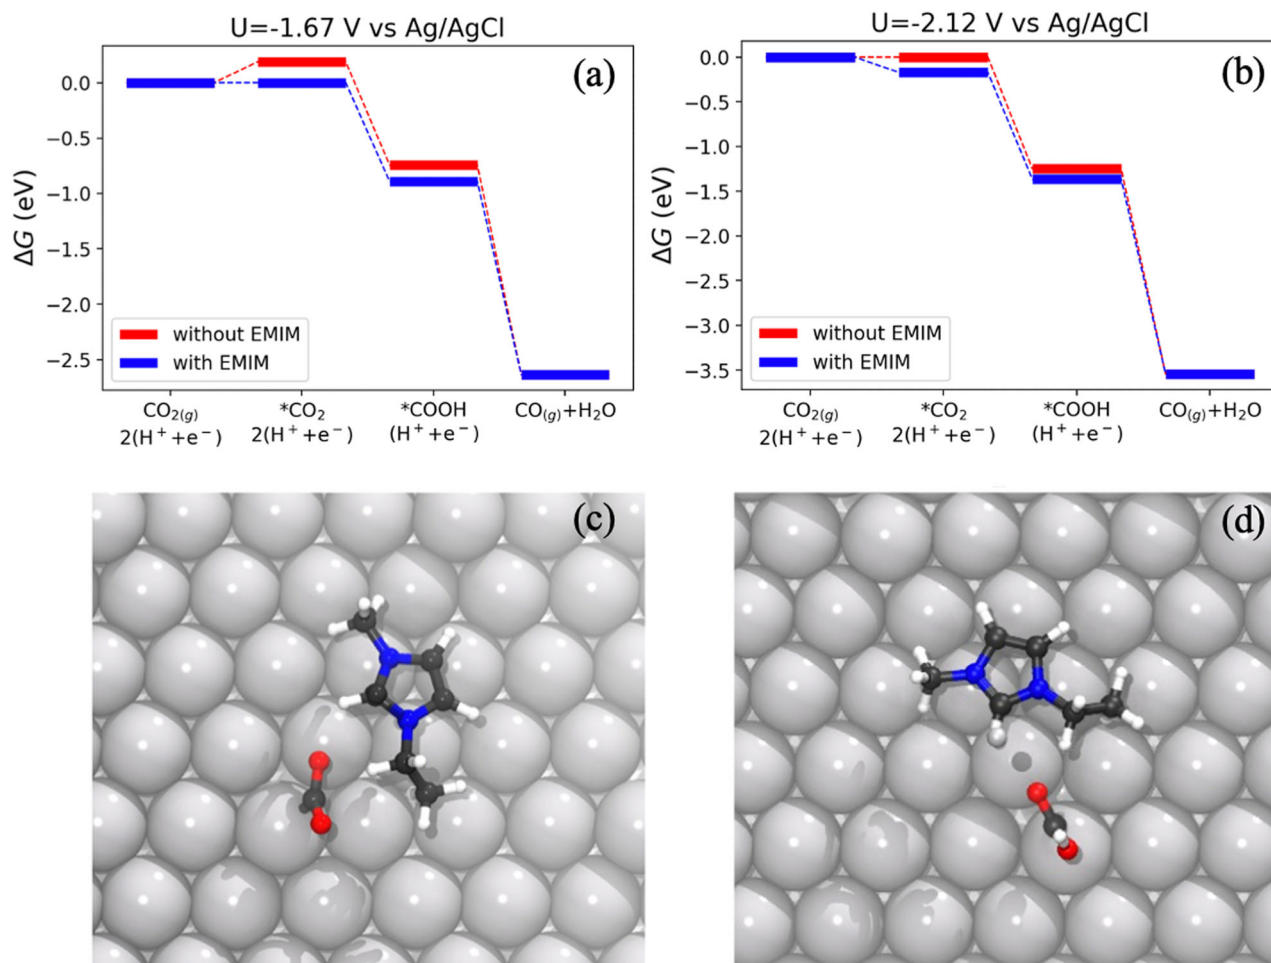 U=-1.67 V vs Ag/AgCl
(a)
0.0
−0.5
−1.0
−1.5
−2.0
−2.5
ΔG (eV)
without EMIM
with EMIM
CO₂₍g₎ *CO₂ *COOH CO₍g₎+H₂O
2(H⁺+e⁻) 2(H⁺+e⁻) (H⁺+e⁻)
U=-2.12 V vs Ag/AgCl
(b)
0.0
−0.5
−1.0
−1.5
−2.0
−2.5
−3.0
−3.5
ΔG (eV)
without EMIM
with EMIM
CO₂₍g₎ *CO₂ *COOH CO₍g₎+H₂O
2(H⁺+e⁻) 2(H⁺+e⁻) (H⁺+e⁻)
(c)
(d)